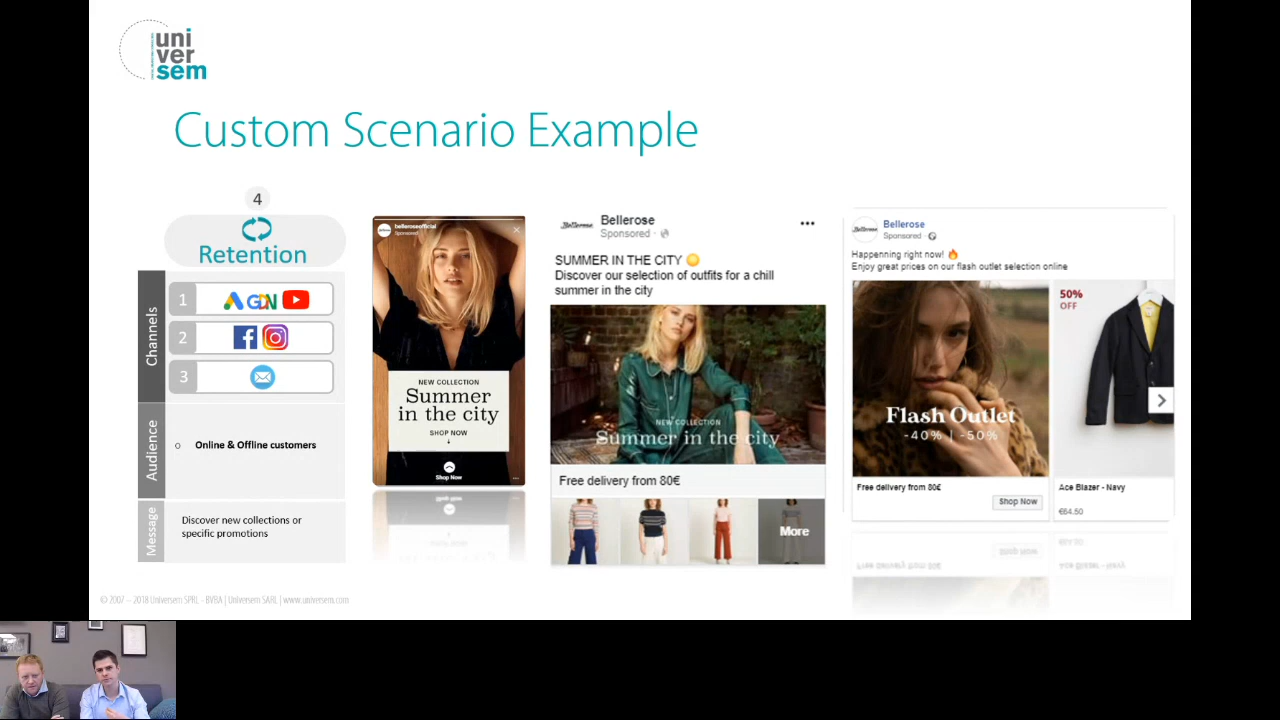 uni
ver
sem
Custom Scenario Example
4
Retention
Channels
1
GDN
2
3
Audience
o Online & Offline customers
Message
Discover new collections or
specific promotions
belleroseofficial
Sponsored
NEW COLLECTION
Summer
in the city
SHOP NOW
Shop Now
Bellerose
Bellerose
Sponsored ·
SUMMER IN THE CITY
Discover our selection of outfits for a chill
summer in the city
NEW COLLECTION
Summer in the city
Free delivery from 80€
More
Bellerose
Bellerose
Sponsored ·
Happenning right now! 🔥
Enjoy great prices on our flash outlet selection online
Flash Outlet
-40% | -50%
50%
OFF
Free delivery from 80€
Shop Now
Ace Blazer - Navy
€64.50
© 2007 – 2018 Universem SPRL - BVBA | Universem SARL | www.universem.com